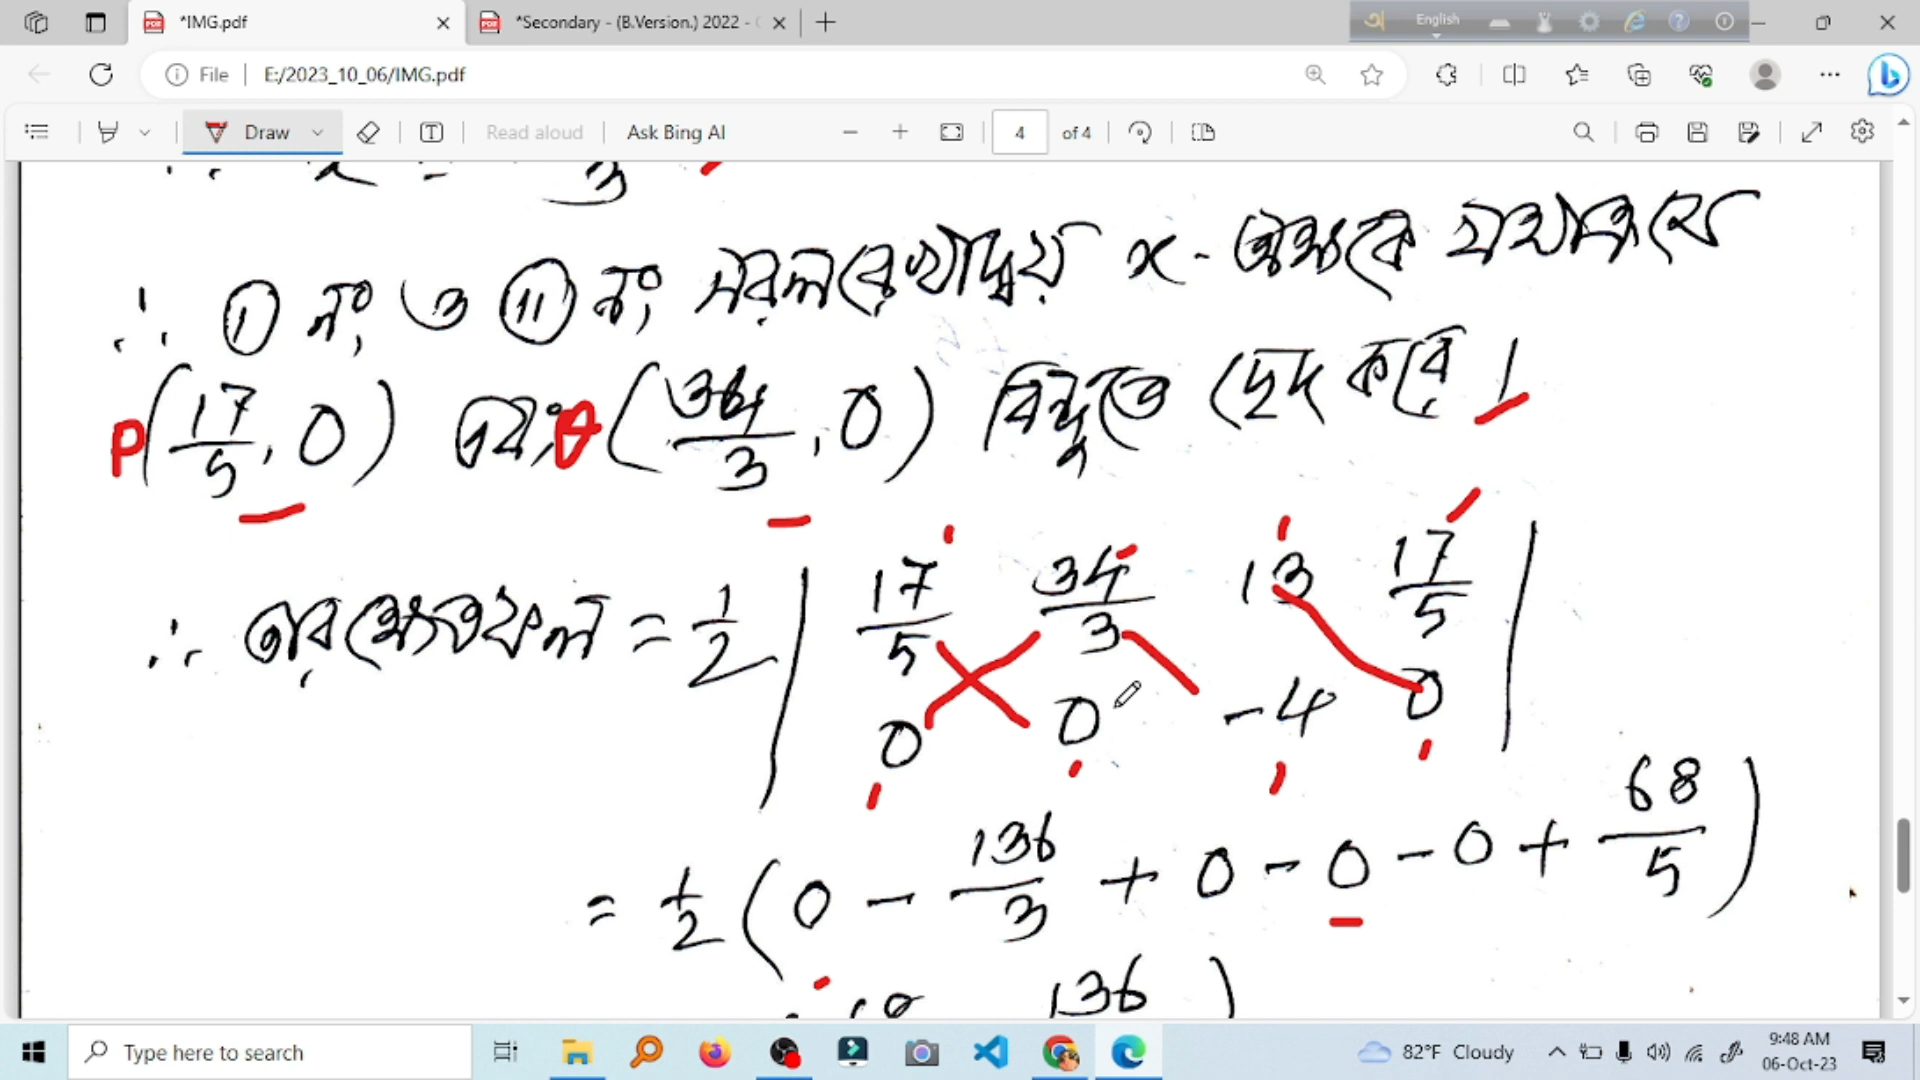 *IMG.pdf
*Secondary - (B.Version.) 2022 -
English
File
E:/2023_10_06/IMG.pdf
Draw
Read aloud
Ask Bing AI
4 of 4
3
∴ (i) নং ও (ii) নং সরলরেখাদ্বয় x- অক্ষকে যথাক্রমে
P(17/5, 0) এবং Q(34/3, 0) বিন্দুতে ছেদ করে।
∴ △ক্ষেত্রফল = 1/2 | 17/5 34/3 13 17/5
0 0 -4 0 |
= 1/2 (0 - 136/3 + 0 - 0 - 0 + 68/5)
136 )
Type here to search
82°F Cloudy
9:48 AM
06-Oct-23